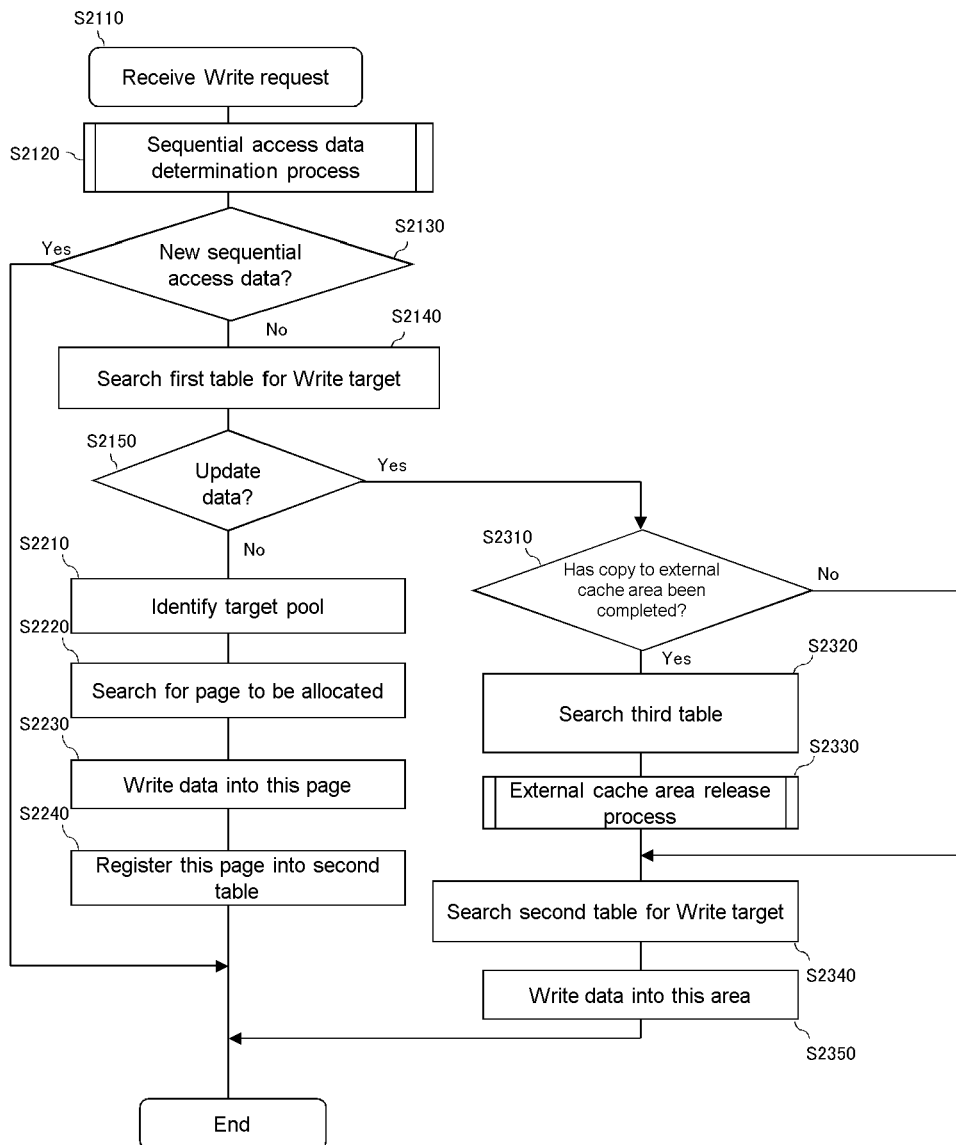 S2110
Receive Write request
S2120
Sequential access data
determination process
S2130
Yes
New sequential
access data?
No
S2140
Search first table for Write target
S2150
Update
data?
Yes
No
S2210
Identify target pool
S2220
Search for page to be allocated
S2230
Write data into this page
S2240
Register this page into second
table
S2310
Has copy to external
cache area been
completed?
No
Yes
S2320
Search third table
S2330
External cache area release
process
Search second table for Write target
S2340
Write data into this area
S2350
End